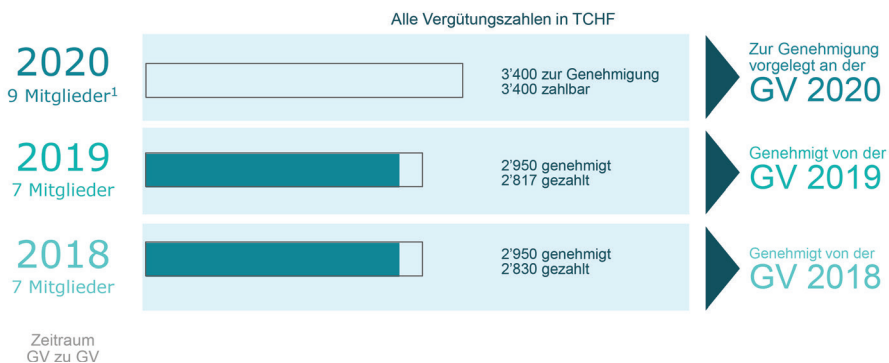 Alle Vergütungszahlen in TCHF
2020
9 Mitglieder¹
3'400 zur Genehmigung
3'400 zahlbar
Zur Genehmigung
vorgelegt an der
GV 2020
2019
7 Mitglieder
2'950 genehmigt
2'817 gezahlt
Genehmigt von der
GV 2019
2018
7 Mitglieder
2'950 genehmigt
2'830 gezahlt
Genehmigt von der
GV 2018
Zeitraum
GV zu GV